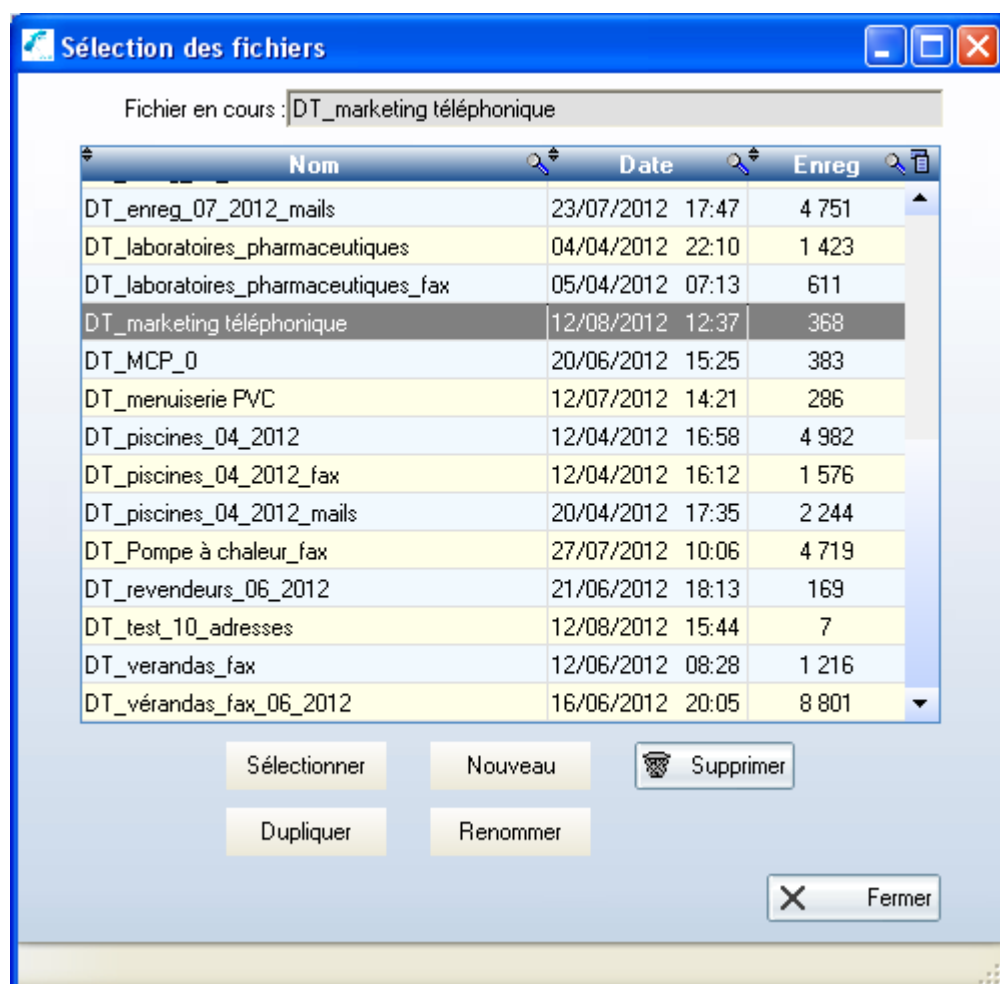 Sélection des fichiers
Fichier en cours : DT_marketing téléphonique
Nom Date Enreg
DT_enreg_07_2012_mails 23/07/2012 17:47 4 751
DT_laboratoires_pharmaceutiques 04/04/2012 22:10 1 423
DT_laboratoires_pharmaceutiques_fax 05/04/2012 07:13 611
DT_marketing téléphonique 12/08/2012 12:37 368
DT_MCP_0 20/06/2012 15:25 383
DT_menuiserie PVC 12/07/2012 14:21 286
DT_piscines_04_2012 12/04/2012 16:58 4 982
DT_piscines_04_2012_fax 12/04/2012 16:12 1 576
DT_piscines_04_2012_mails 20/04/2012 17:35 2 244
DT_Pompe à chaleur_fax 27/07/2012 10:06 4 719
DT_revendeurs_06_2012 21/06/2012 18:13 169
DT_test_10_adresses 12/08/2012 15:44 7
DT_verandas_fax 12/06/2012 08:28 1 216
DT_vérandas_fax_06_2012 16/06/2012 20:05 8 801
Sélectionner Nouveau Supprimer
Dupliquer Renommer
Fermer